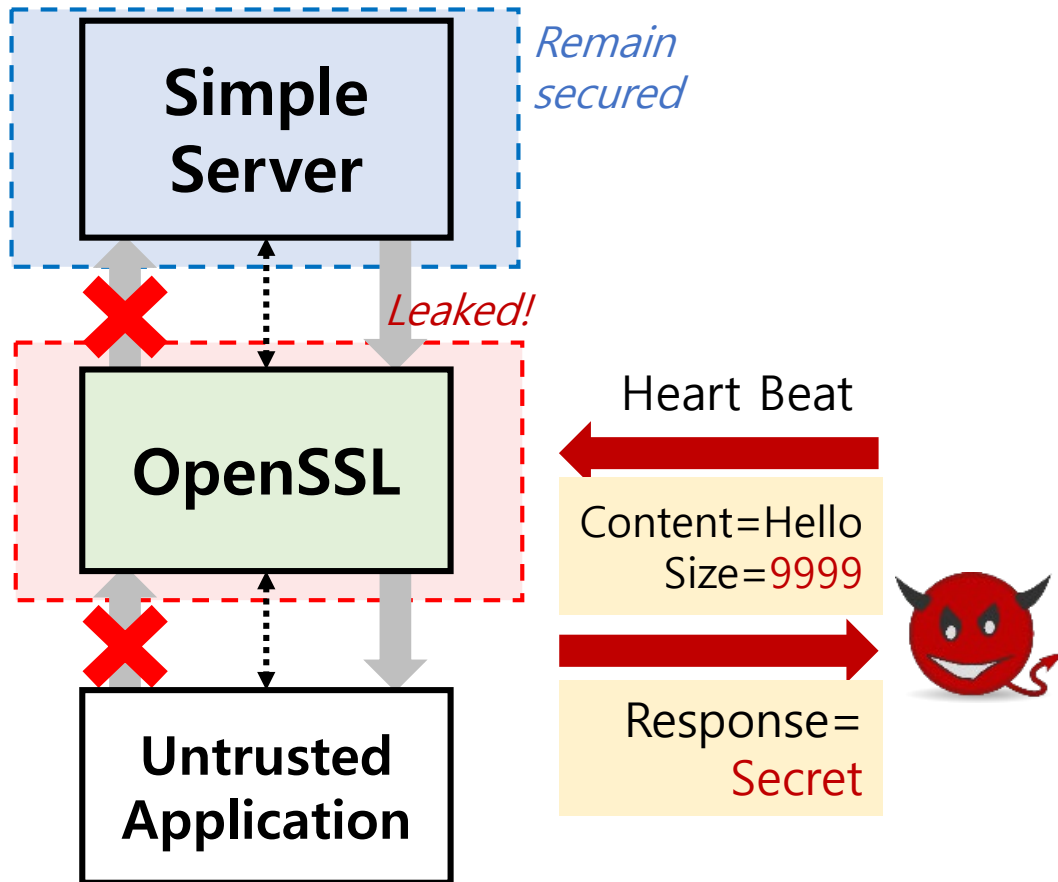 Simple
Server
Remain
secured
Leaked!
OpenSSL
Heart Beat
Content=Hello
Size=9999
Response=
Secret
Untrusted
Application